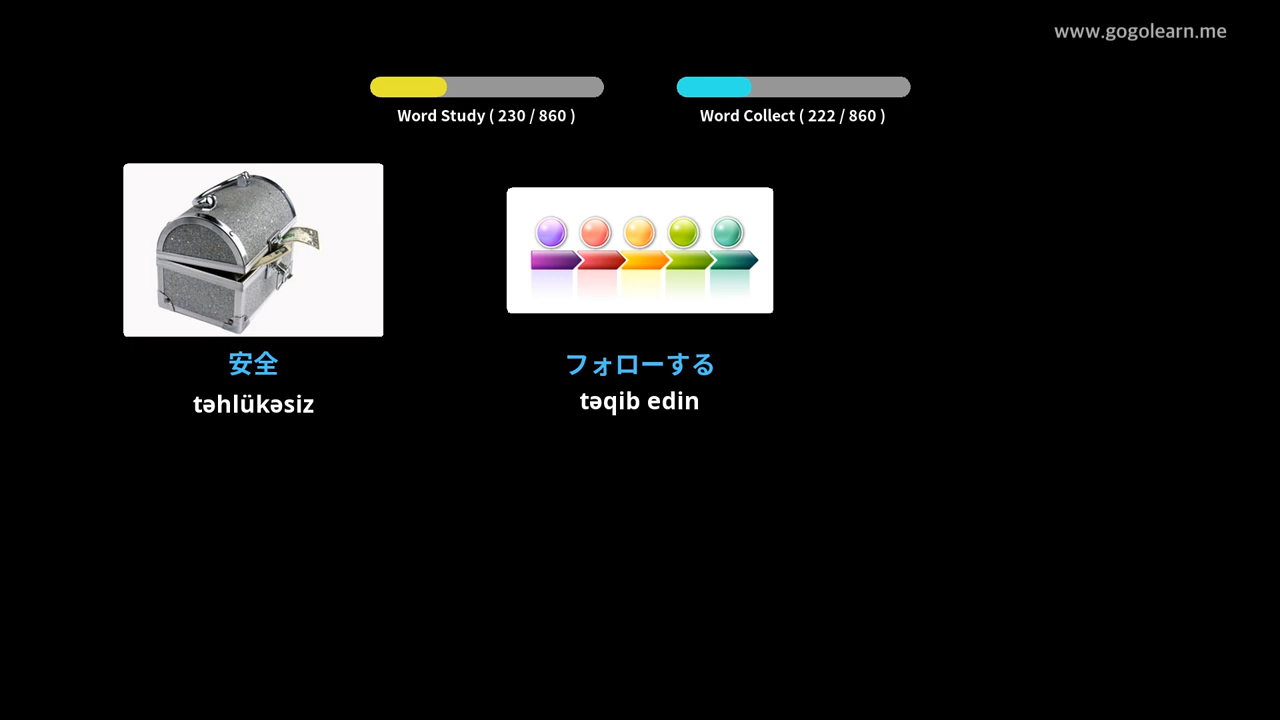 www.gogolearn.me
Word Study ( 230 / 860 )
Word Collect ( 222 / 860 )
安全
təhlükəsiz
フォローする
təqib edin